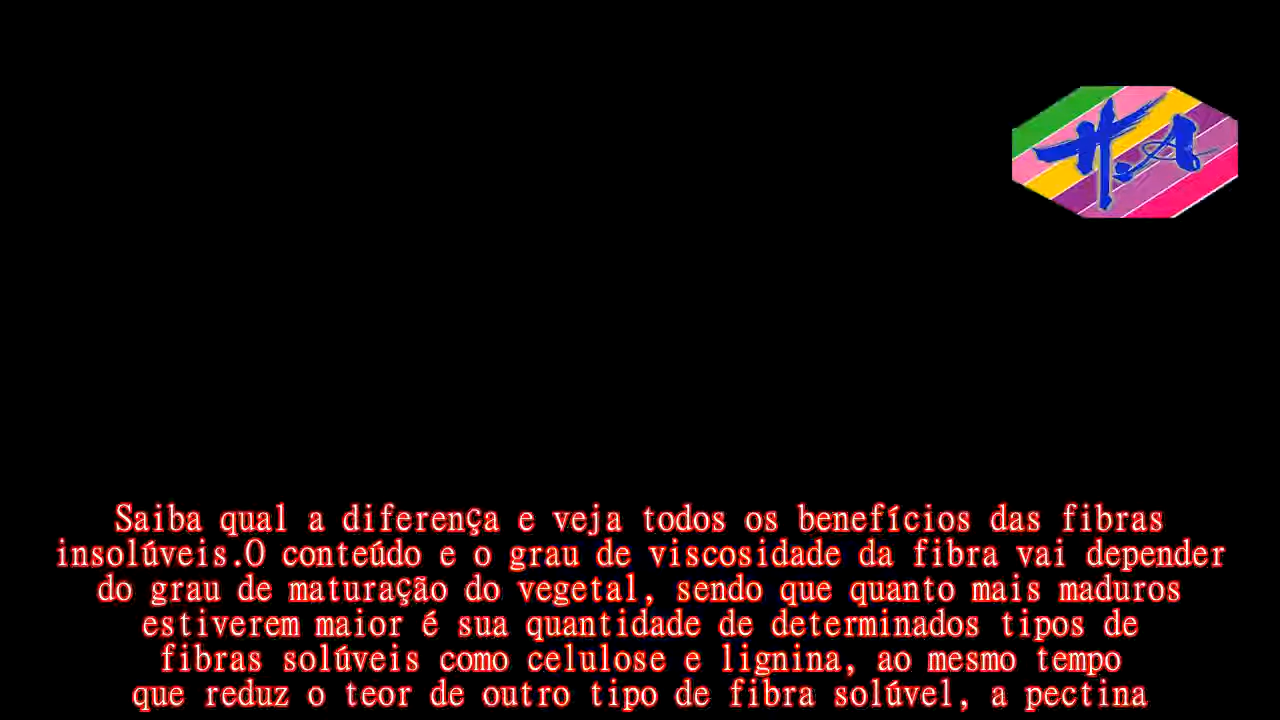 HA
Saiba qual a diferença e veja todos os benefícios das fibras
insolúveis.O conteúdo e o grau de viscosidade da fibra vai depender
do grau de maturação do vegetal, sendo que quanto mais maduros
estiverem maior é sua quantidade de determinados tipos de
fibras solúveis como celulose e lignina, ao mesmo tempo
que reduz o teor de outro tipo de fibra solúvel, a pectina